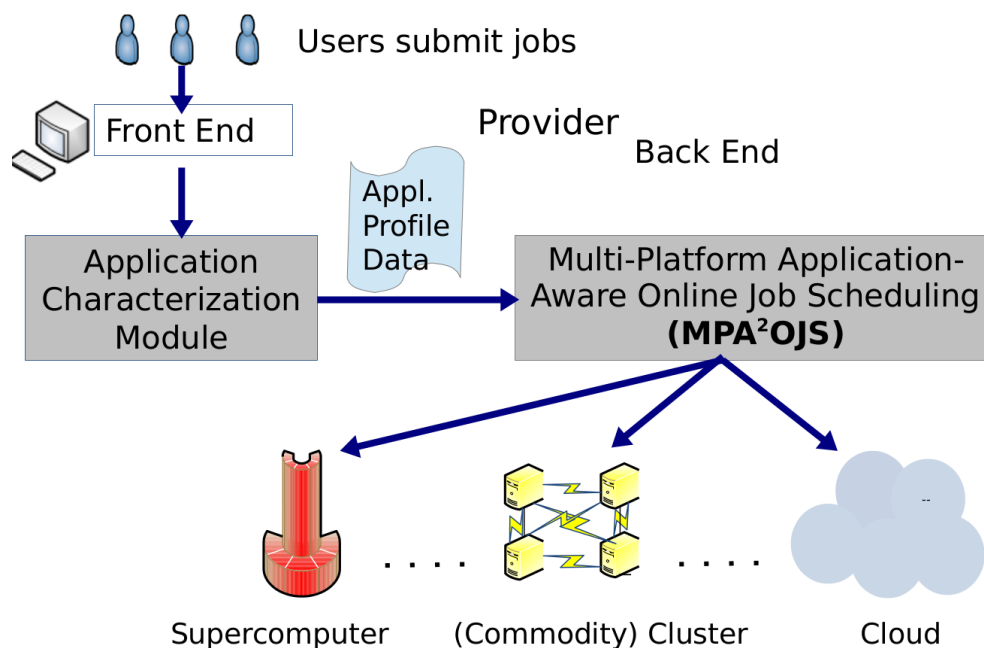 Users submit jobs
Front End
Provider
Back End
Appl.
Profile
Data
Application
Characterization
Module
Multi-Platform Application-
Aware Online Job Scheduling
(MPA²OJS)
--
. . . .
. . . .
Supercomputer
(Commodity) Cluster
Cloud